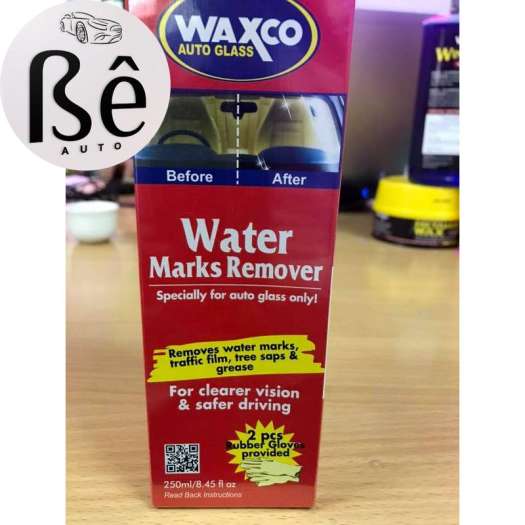 WAXCO
AUTO GLASS
Bê
AUTO
Before
After
Water
Marks Remover
Specially for auto glass only!
Removes water marks,
traffic film, tree saps &
grease
For clearer vision
& safer driving
2 pcs
Rubber Gloves
provided
250ml/8.45 fl oz
Read Back Instructions
WAX